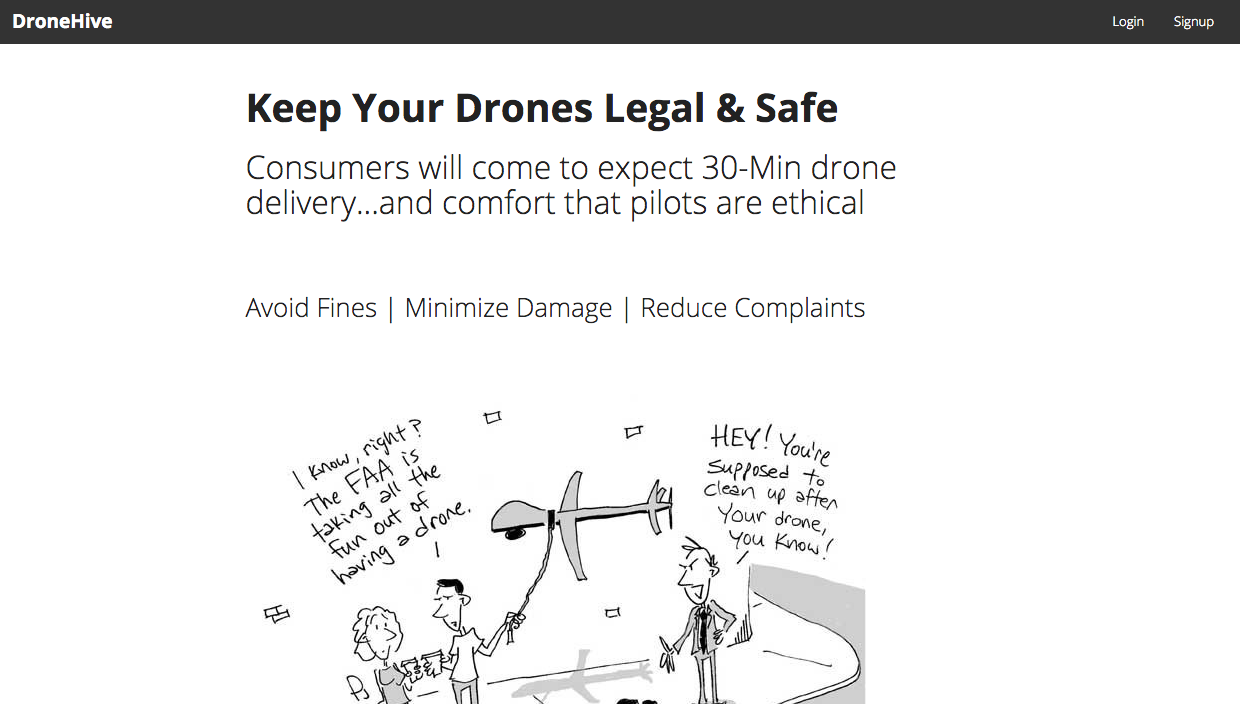 DroneHive
Login
Signup
Keep Your Drones Legal & Safe
Consumers will come to expect 30-Min drone
delivery...and comfort that pilots are ethical
Avoid Fines | Minimize Damage | Reduce Complaints
I know, right?
The FAA is
taking all the
fun out of
having a drone.
HEY! You're
supposed to
clean up after
your drone,
you know!